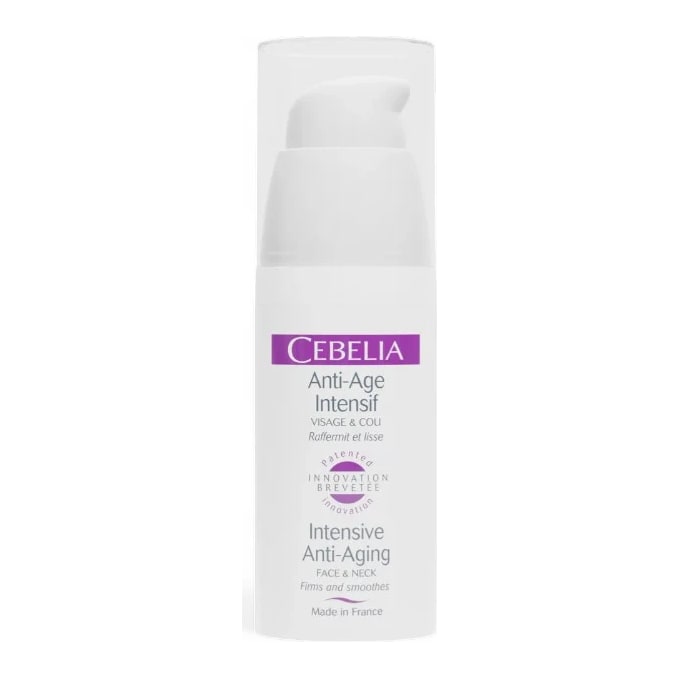 CEBELIA
Anti-Age
Intensif
VISAGE & COU
Raffermit et lisse
Patented
INNOVATION
BREVETÉE
innovation
Intensive
Anti-Aging
FACE & NECK
Firms and smoothes
Made in France